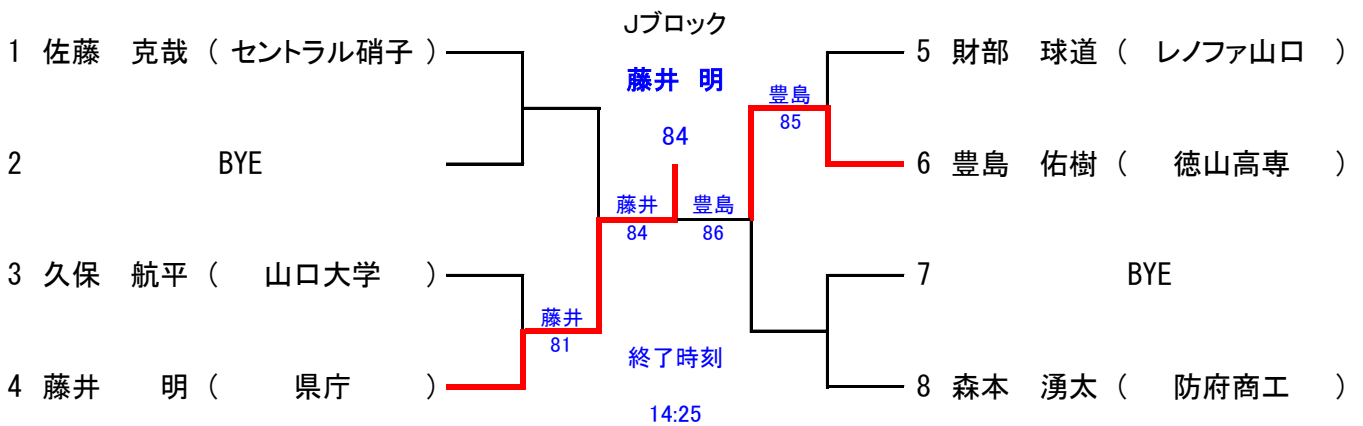 Jブロック
1 佐藤 克哉 ( セントラル硝子 )
5 財部 球道 ( レノファ山口 )
藤井 明
豊島
85
84
2 BYE
6 豊島 佑樹 ( 徳山高専 )
藤井
84
豊島
86
3 久保 航平 ( 山口大学 )
7 BYE
藤井
81
終了時刻
4 藤井 明 ( 県庁 )
8 森本 湧太 ( 防府商工 )
14:25